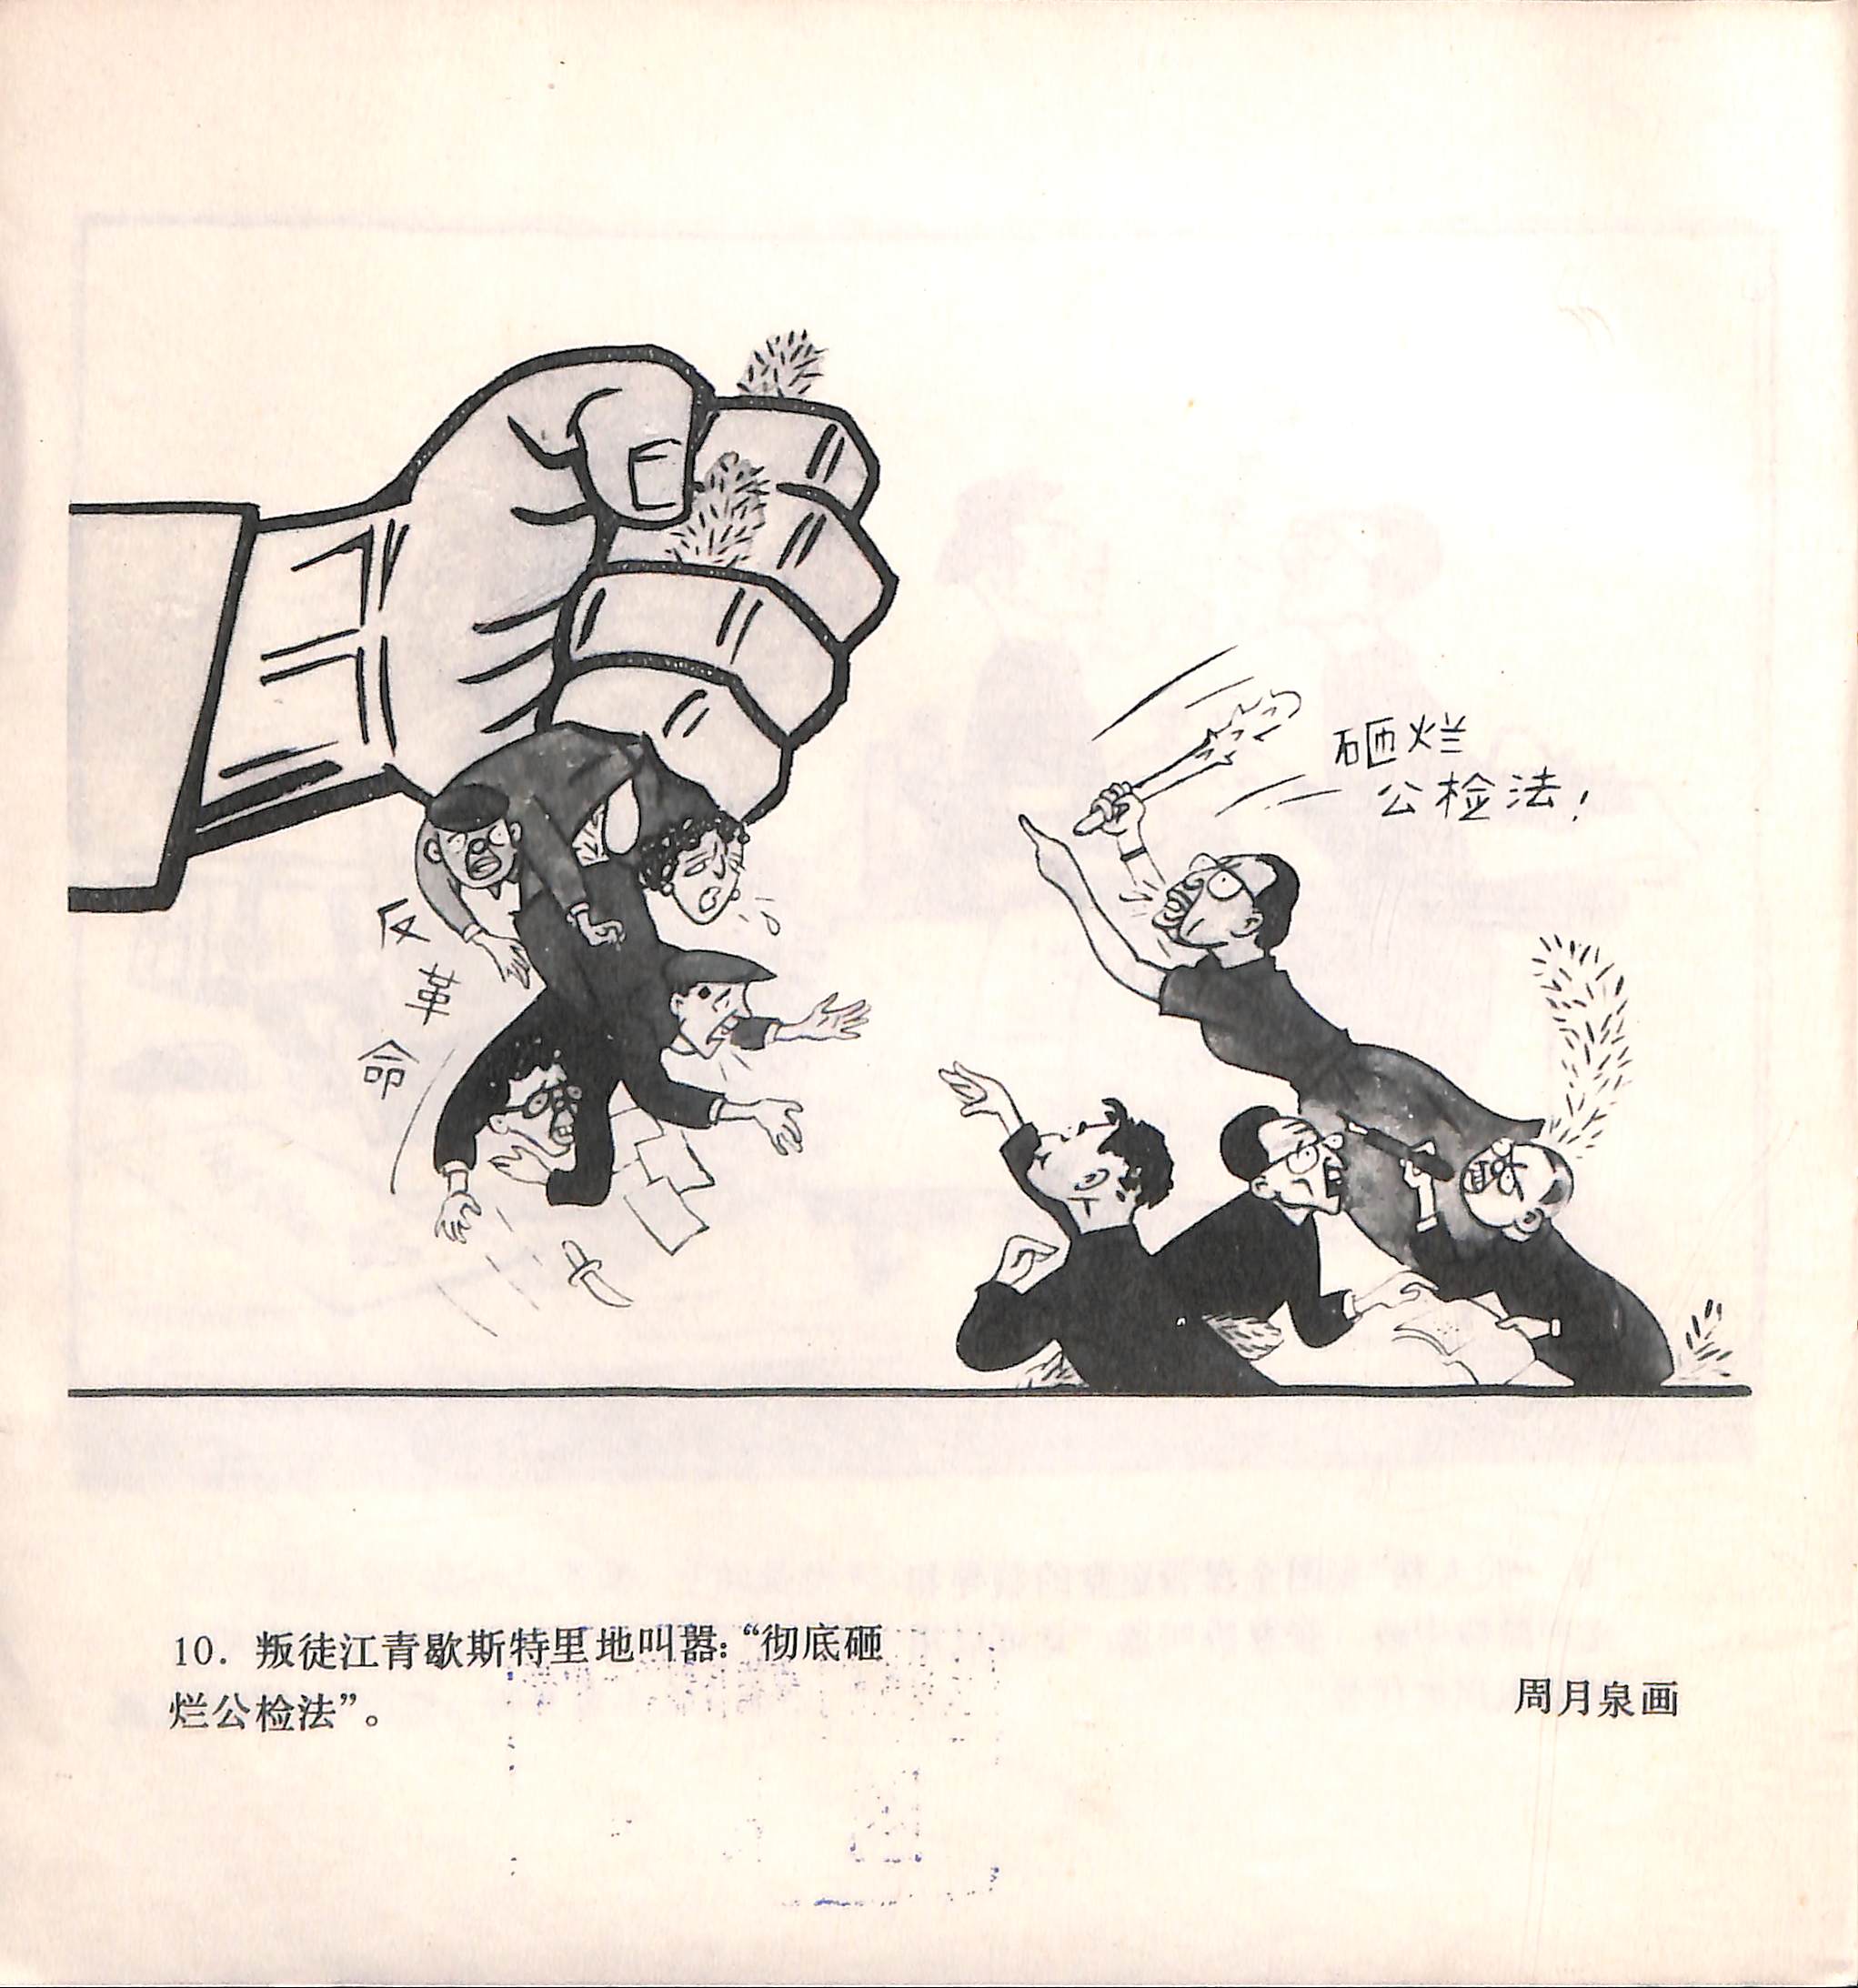 反
革
命
砸烂
公检法!
10. 叛徒江青歇斯特里地叫嚣:“彻底砸
烂公检法”。
周月泉画